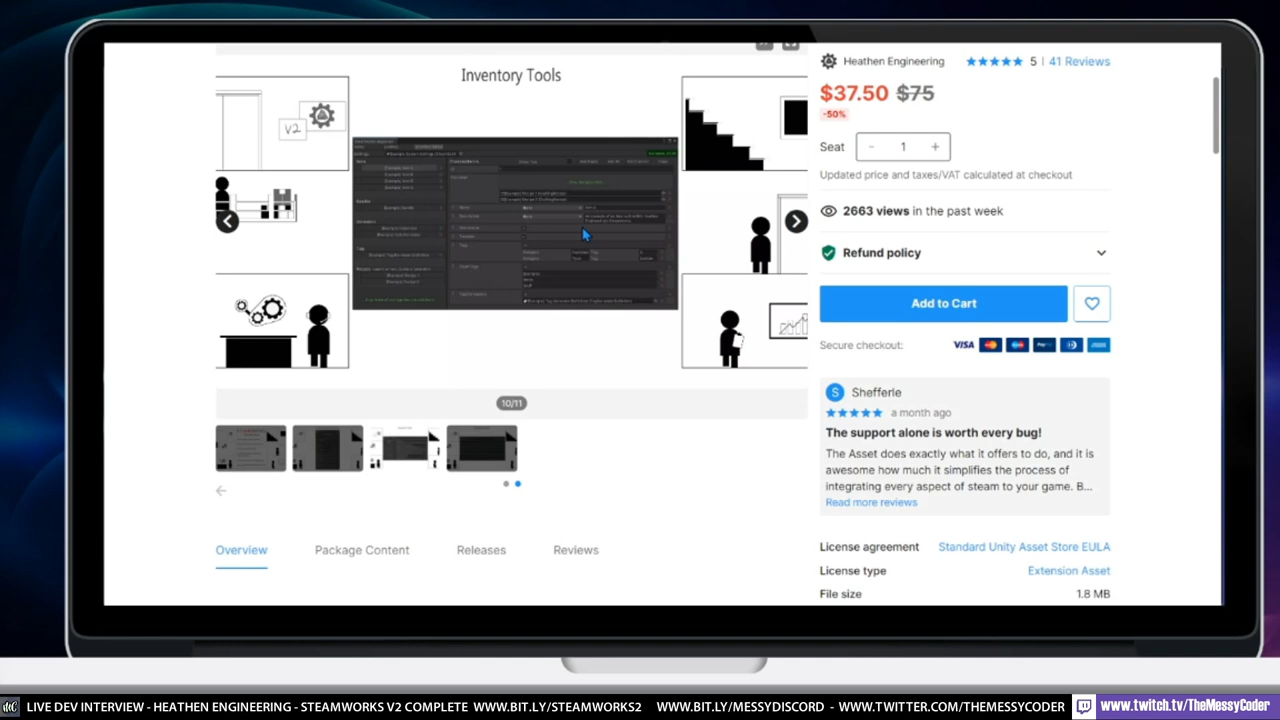 Inventory Tools
V2
10/11
Overview
Package Content
Releases
Reviews
Heathen Engineering
5 | 41 Reviews
$37.50 $75
-50%
Seat
- 1 +
Updated price and taxes/VAT calculated at checkout
2663 views in the past week
Refund policy
Add to Cart
Secure checkout:
VISA
S
Shefferle
a month ago
The support alone is worth every bug!
The Asset does exactly what it offers to do, and it is
awesome how much it simplifies the process of
integrating every aspect of steam to your game. B...
Read more reviews
License agreement
Standard Unity Asset Store EULA
License type
Extension Asset
File size
1.8 MB
LIVE DEV INTERVIEW - HEATHEN ENGINEERING - STEAMWORKS V2 COMPLETE WWW.BIT.LY/STEAMWORKS2 WWW.BIT.LY/MESSYDISCORD - WWW.TWITTER.COM/THEMESSYCODER
www.twitch.tv/TheMessyCoder